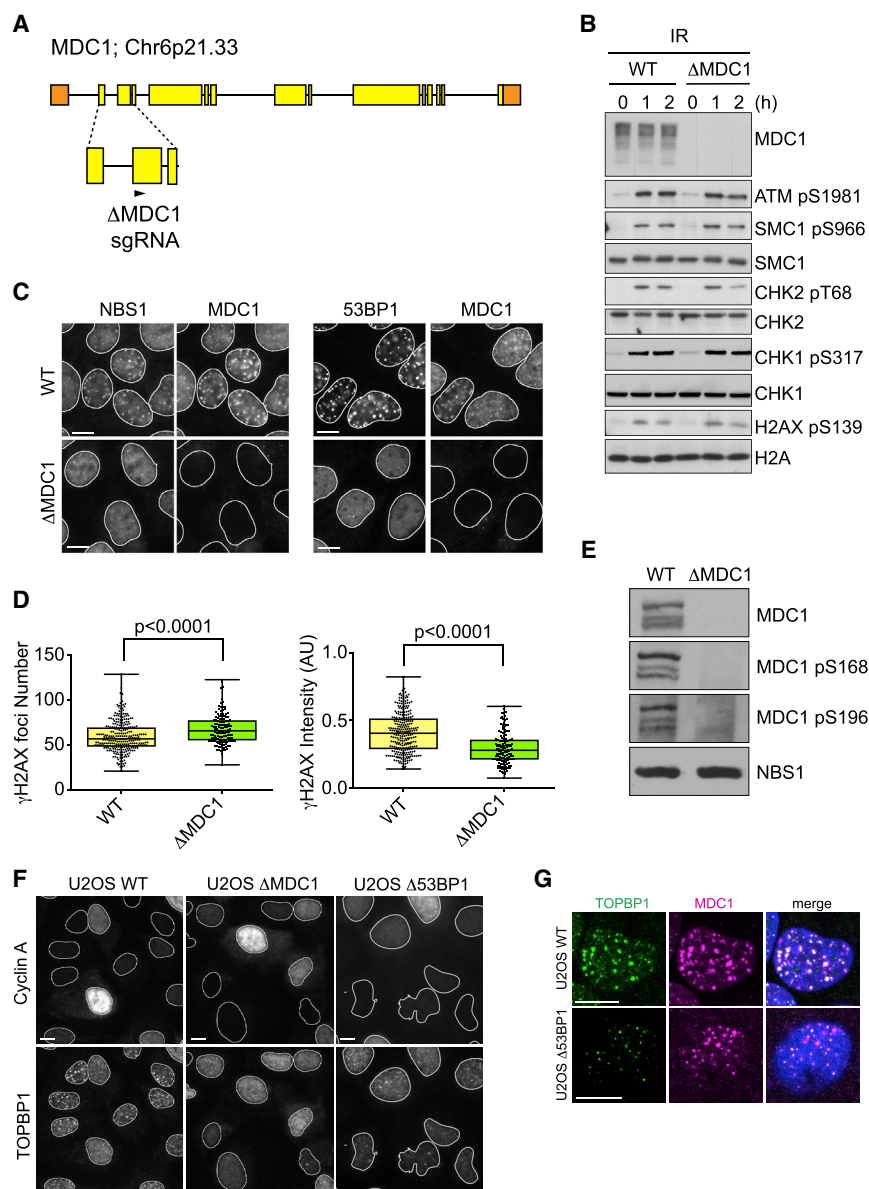 A
MDC1; Chr6p21.33
ΔMDC1
sgRNA
B
IR
WT ΔMDC1
0 1 2 0 1 2 (h)
MDC1
ATM pS1981
SMC1 pS966
SMC1
CHK2 pT68
CHK2
CHK1 pS317
CHK1
H2AX pS139
H2A
C
NBS1 MDC1 53BP1 MDC1
WT
ΔMDC1
D
p<0.0001
γH2AX foci Number
150
100
50
0
WT
ΔMDC1
p<0.0001
γH2AX Intensity (AU)
1.0
0.5
0.0
WT
ΔMDC1
E
WT ΔMDC1
MDC1
MDC1 pS168
MDC1 pS196
NBS1
F
U2OS WT U2OS ΔMDC1 U2OS Δ53BP1
Cyclin A
TOPBP1
G
TOPBP1 MDC1 merge
U2OS WT
U2OS Δ53BP1